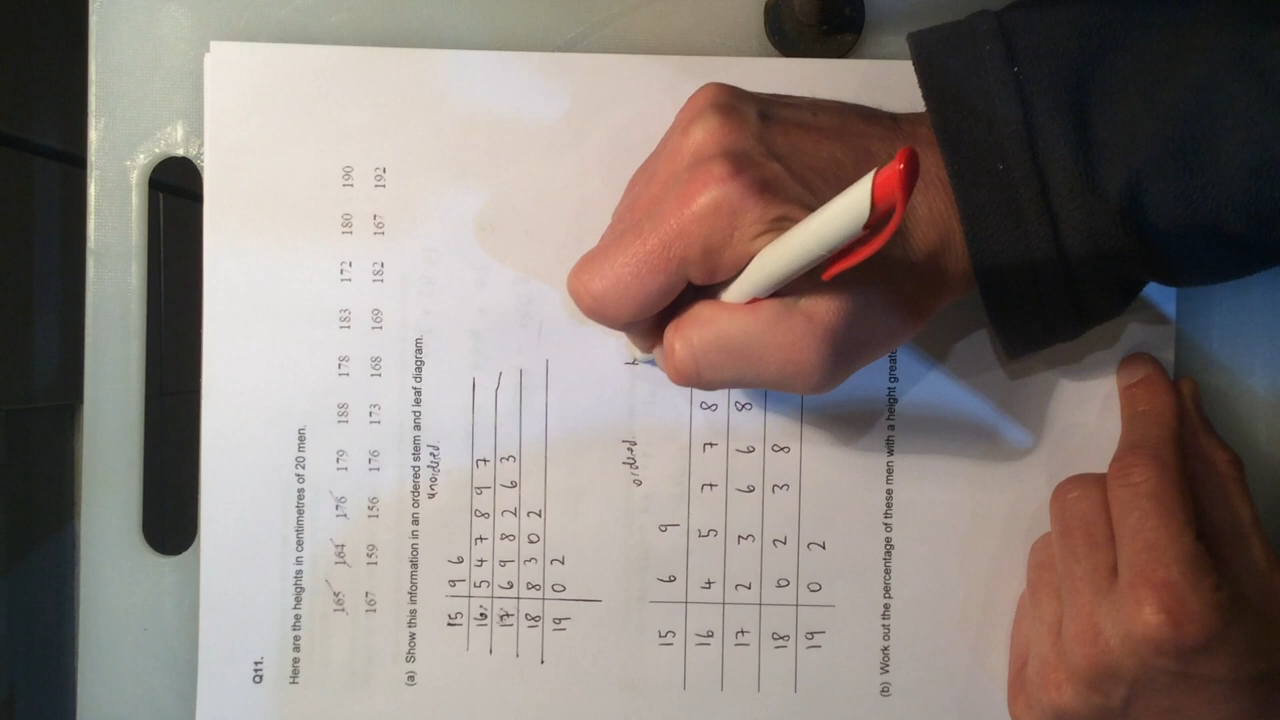 Q11.
Here are the heights in centimetres of 20 men.
165 164 176 179 188 178 183 172 180 190
167 159 156 176 173 168 169 182 167 192
(a) Show this information in an ordered stem and leaf diagram.
unordered.
15 9 6
16 5 4 7 8 9 7
17 6 9 8 2 6 3
18 8 3 0 2
19 0 2
ordered.
15 6 9
16 4 5 7 7 8
17 2 3 6 6 8
18 0 2 3 8
19 0 2
(b) Work out the percentage of these men with a height